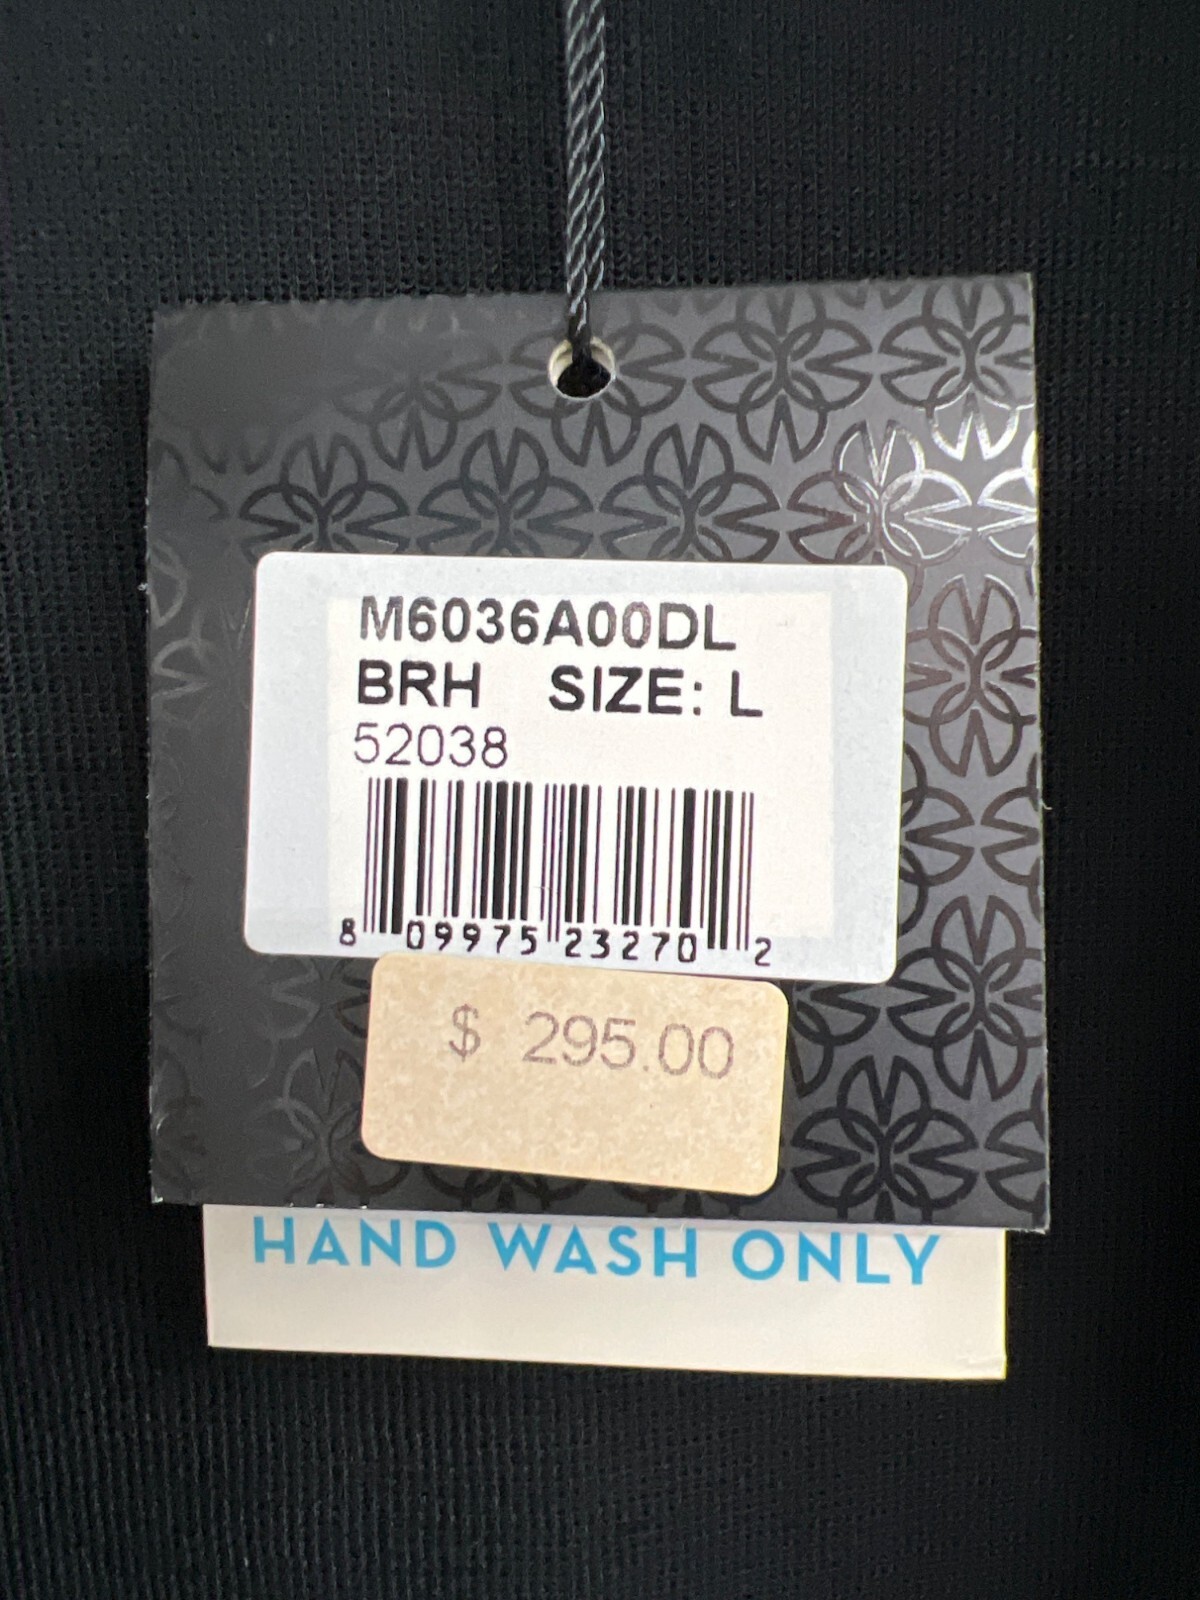 M6036A00DL
BRH SIZE: L
52038
8 09975 23270 2
$ 295.00
HAND WASH ONLY